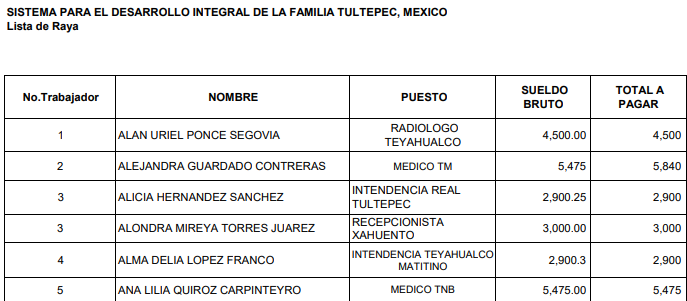 SISTEMA PARA EL DESARROLLO INTEGRAL DE LA FAMILIA TULTEPEC, MEXICO
Lista de Raya
No.Trabajador NOMBRE PUESTO SUELDO BRUTO TOTAL A PAGAR
1 ALAN URIEL PONCE SEGOVIA RADIOLOGO TEYAHUALCO 4,500.00 4,500
2 ALEJANDRA GUARDADO CONTRERAS MEDICO TM 5,475 5,840
3 ALICIA HERNANDEZ SANCHEZ INTENDENCIA REAL TULTEPEC 2,900.25 2,900
3 ALONDRA MIREYA TORRES JUAREZ RECEPCIONISTA XAHUENTO 3,000.00 3,000
4 ALMA DELIA LOPEZ FRANCO INTENDENCIA TEYAHUALCO MATITINO 2,900.3 2,900
5 ANA LILIA QUIROZ CARPINTEYRO MEDICO TNB 5,475.00 5,475